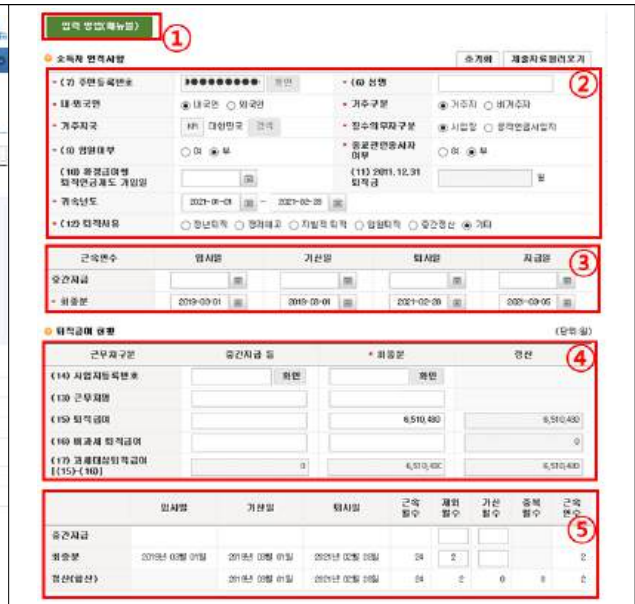 입력 방법(매뉴얼)
①
소득자 인적사항
초기화 제출자료불러오기
②
- (7) 주민등록번호 확인 - (6) 성명
- 내·외국인 내국인 외국인 * 거주구분 거주자 비거주자
- 거주지국 KR 대한민국 검색 * 징수의무자구분 사업장 공적연금사업자
- (8) 임원여부 여 부 * 종교관련종사자 여부 여 부
(10) 확정급여형 퇴직연금제도 가입일 (11) 2011.12.31 퇴직금 원
- 귀속년도 2021-01-01 - 2021-02-28
- (12) 퇴직사유 정년퇴직 정리해고 자발적 퇴직 임원퇴직 중간정산 기타
③
근속연수 입사일 기산일 퇴사일 지급일
중간지급
- 최종분 2019-03-01 2019-03-01 2021-02-28 2021-03-05
퇴직급여 현황 (단위:원)
④
근무처구분 중간지급 등 * 최종분 정산
(14) 사업자등록번호 확인 확인
(13) 근무처명
(15) 퇴직급여 6,510,480 6,510,480
(16) 비과세 퇴직급여 0
(17) 과세대상퇴직급여 [(15)-(16)] 0 6,510,480 6,510,480
⑤
입사일 기산일 퇴사일 근속월수 제외월수 가산월수 중복월수 근속연수
중간지급
최종분 2019년 03월 01일 2019년 03월 01일 2021년 02월 28일 24 2 2
정산(합산) 2019년 03월 01일 2021년 02월 28일 24 2 0 0 2